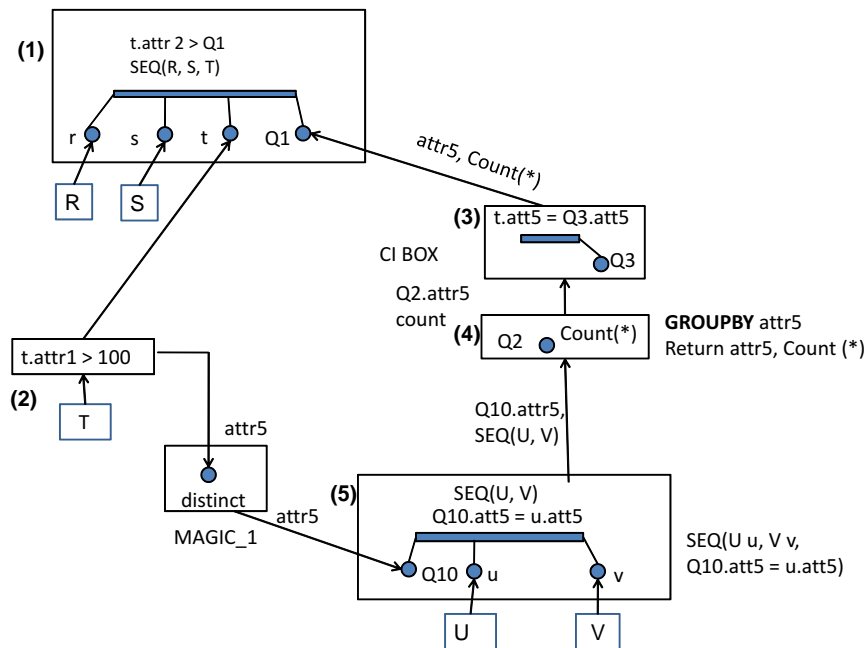 (1)
t.attr 2 > Q1
SEQ(R, S, T)
r
s
t
Q1
R
S
attr5, Count(*)
(3)
t.att5 = Q3.att5
Q3
CI BOX
Q2.attr5
count
(4)
Q2
Count(*)
GROUPBY attr5
Return attr5, Count (*)
t.attr1 > 100
(2)
T
attr5
distinct
MAGIC_1
attr5
Q10.attr5,
SEQ(U, V)
(5)
SEQ(U, V)
Q10.att5 = u.att5
Q10
u
v
SEQ(U u, V v,
Q10.att5 = u.att5)
U
V